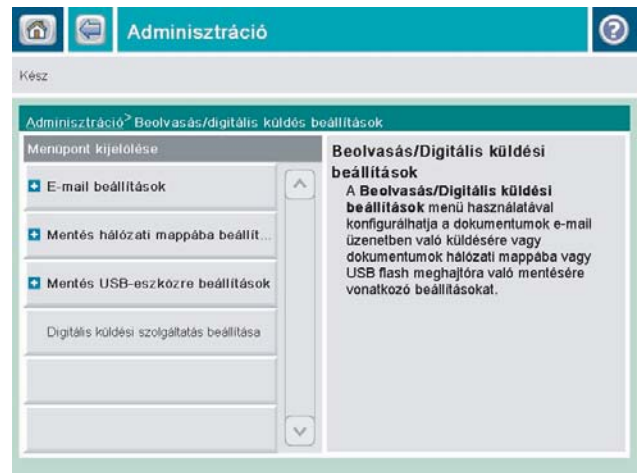 Adminisztráció
Kész
Adminisztráció> Beolvasás/digitális küldés beállítások
Menüpont kijelölése
E-mail beállítások
Mentés hálózati mappába beállít...
Mentés USB-eszközre beállítások
Digitális küldési szolgáltatás beállítása
Beolvasás/Digitális küldési
beállítások
A Beolvasás/Digitális küldési
beállítások menü használatával
konfigurálhatja a dokumentumok e-mail
üzenetben való küldésére vagy
dokumentumok hálózati mappába vagy
USB flash meghajtóra való mentésére
vonatkozó beállításokat.